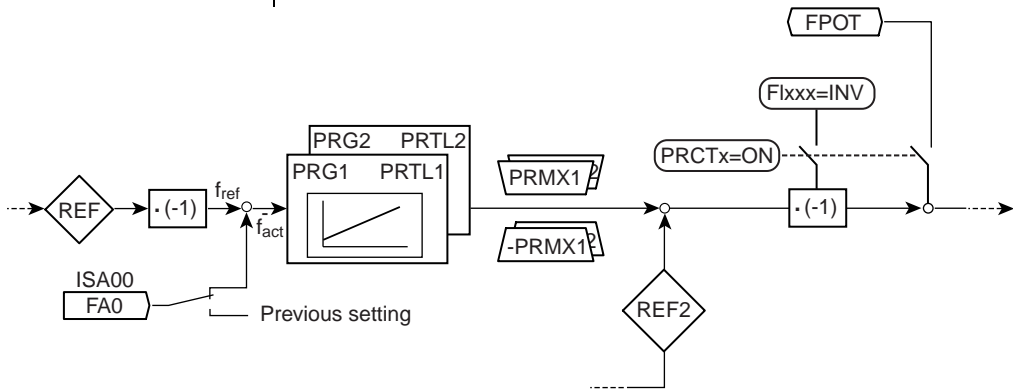 FPOT
FIxxx=INV
PRCTx=ON
PRG2 PRTL2
PRG1 PRTL1
PRMX1 2
REF
. (-1)
fref
-
fact
-PRMX1 2
. (-1)
ISA00
FA0
Previous setting
REF2